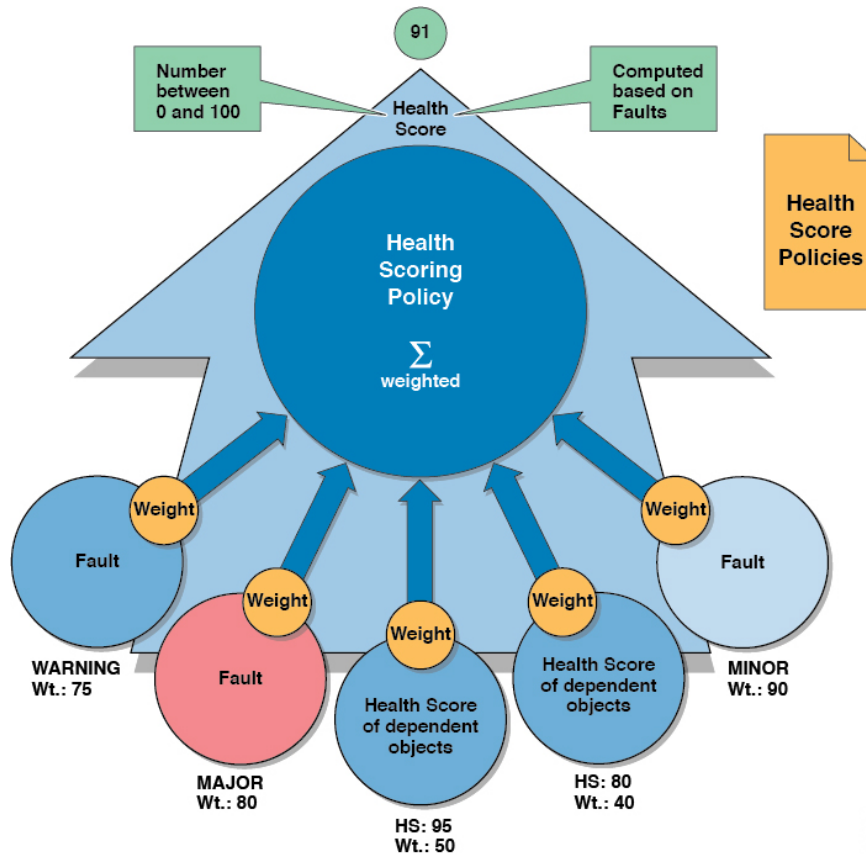 91
Number
between
0 and 100
Computed
based on
Faults
Health
Score
Health
Score
Policies
Health
Scoring
Policy
Σ
weighted
Weight
Fault
WARNING
Wt.: 75
Weight
Fault
MAJOR
Wt.: 80
Weight
Health Score
of dependent
objects
HS: 95
Wt.: 50
Weight
Health Score
of dependent
objects
HS: 80
Wt.: 40
Weight
Fault
MINOR
Wt.: 90